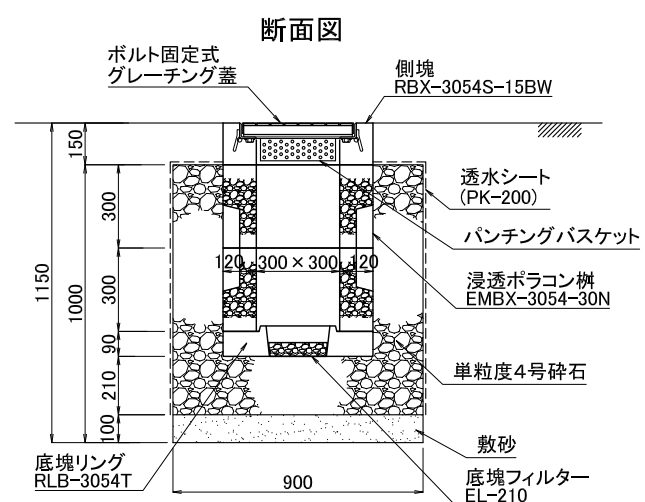 断面図
ボルト固定式
グレーチング蓋
側塊
RBX-3054S-15BW
150
300
300
90
210
100
1000
1150
透水シート
(PK-200)
パンチングバスケット
120
300×300
120
浸透ポラコン桝
EMBX-3054-30N
単粒度4号砕石
敷砂
底塊リング
RLB-3054T
900
底塊フィルター
EL-210